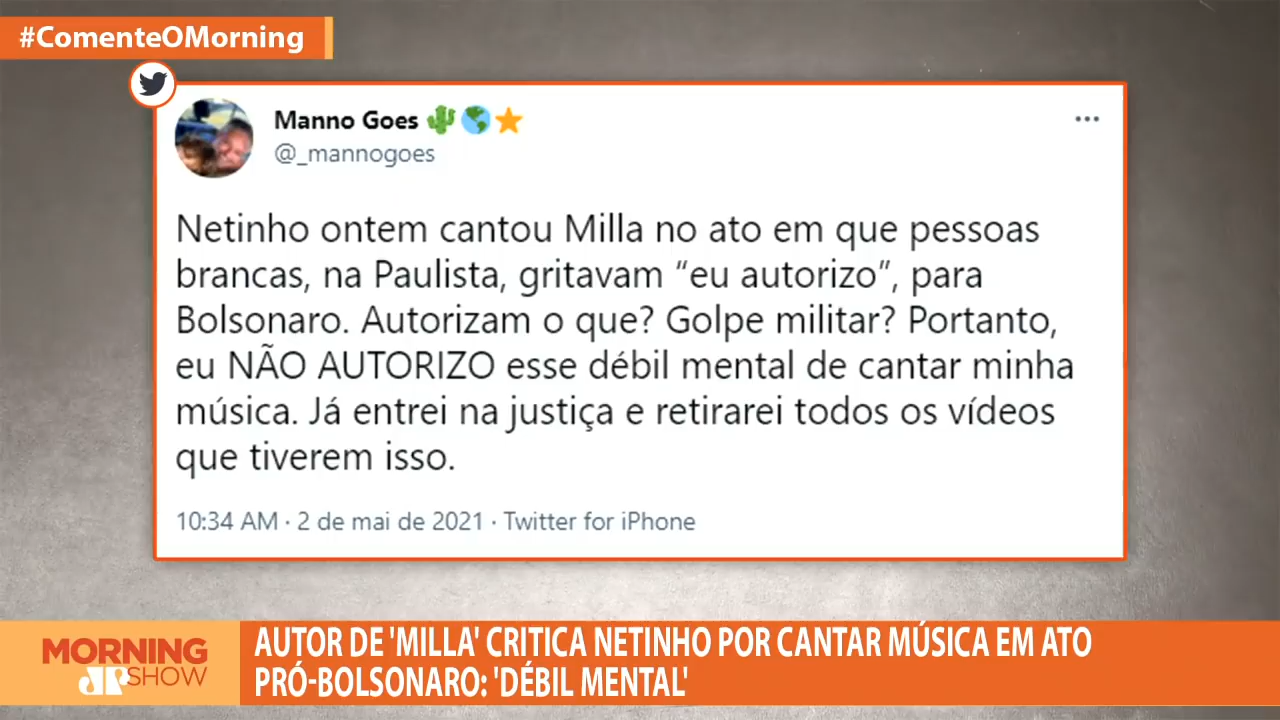 #ComenteOMorning
Manno Goes 🌵🌎⭐
@_mannogoes
Netinho ontem cantou Milla no ato em que pessoas
brancas, na Paulista, gritavam “eu autorizo”, para
Bolsonaro. Autorizam o que? Golpe militar? Portanto,
eu NÃO AUTORIZO esse débil mental de cantar minha
música. Já entrei na justiça e retirarei todos os vídeos
que tiverem isso.
10:34 AM · 2 de mai de 2021 · Twitter for iPhone
MORNING
JP SHOW
AUTOR DE 'MILLA' CRITICA NETINHO POR CANTAR MÚSICA EM ATO
PRÓ-BOLSONARO: 'DÉBIL MENTAL'